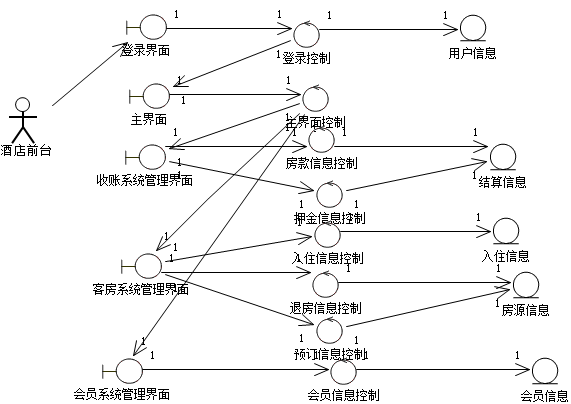 1 1 1 1
登录界面 登录控制 用户信息
1
1 1
1
主界面 主界面控制
1
酒店前台
1 1 1 1
收账系统管理界面 房款信息控制 结算信息
1 1
押金信息控制
1 1 1
1 1
入住信息控制 入住信息
1 1 1
客房系统管理界面 退房信息控制 房源信息
1 1
预订信息控制
1 1 1 1 1
会员系统管理界面 会员信息控制 会员信息